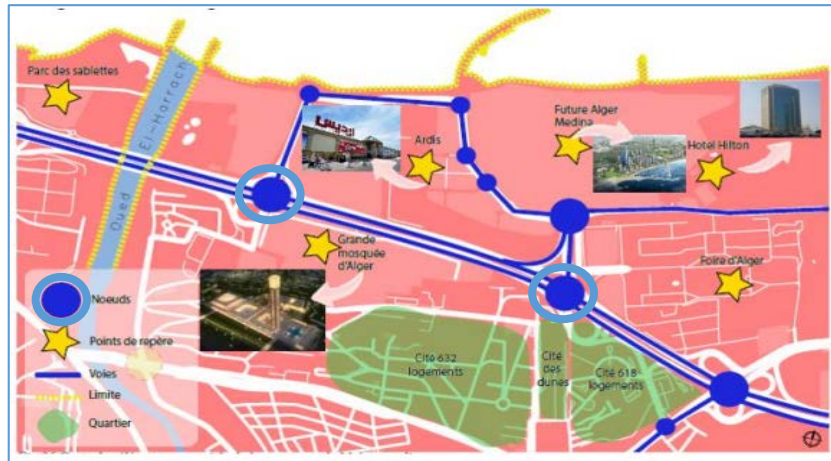 Parc des sablettes
Oued El-Harrach
اردیس
Ardis
Future Alger
Medina
Hotel Hilton
Grande
mosquée
d'Alger
Foire d'Alger
Noeuds
Points de repère
Voies
Limite
Quartier
Cité 632
logements
Cité
des
dunes
Cité 618
logements